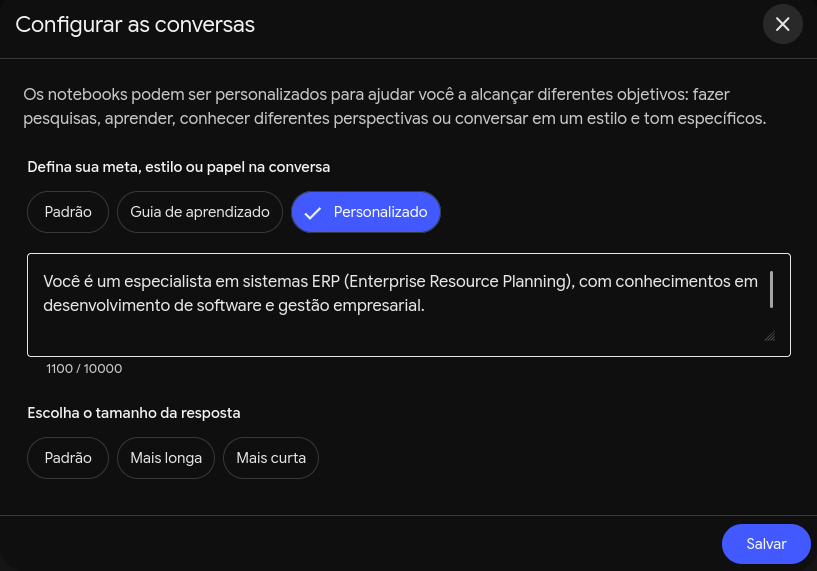 Configurar as conversas
Os notebooks podem ser personalizados para ajudar você a alcançar diferentes objetivos: fazer
pesquisas, aprender, conhecer diferentes perspectivas ou conversar em um estilo e tom específicos.
Defina sua meta, estilo ou papel na conversa
Padrão Guia de aprendizado Personalizado
Você é um especialista em sistemas ERP (Enterprise Resource Planning), com conhecimentos em
desenvolvimento de software e gestão empresarial.
1100 / 10000
Escolha o tamanho da resposta
Padrão Mais longa Mais curta
Salvar